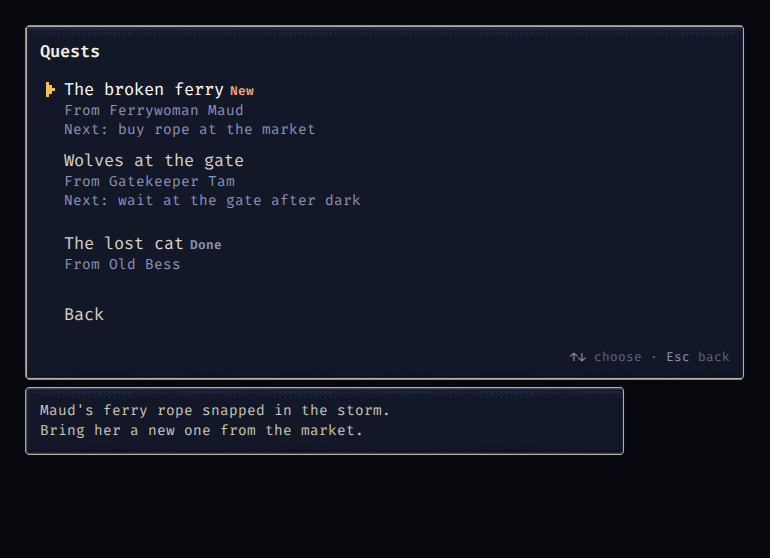 Quests
The broken ferry New
From Ferrywoman Maud
Next: buy rope at the market
Wolves at the gate
From Gatekeeper Tam
Next: wait at the gate after dark
The lost cat Done
From Old Bess
Back
↑↓ choose · Esc back
Maud's ferry rope snapped in the storm.
Bring her a new one from the market.